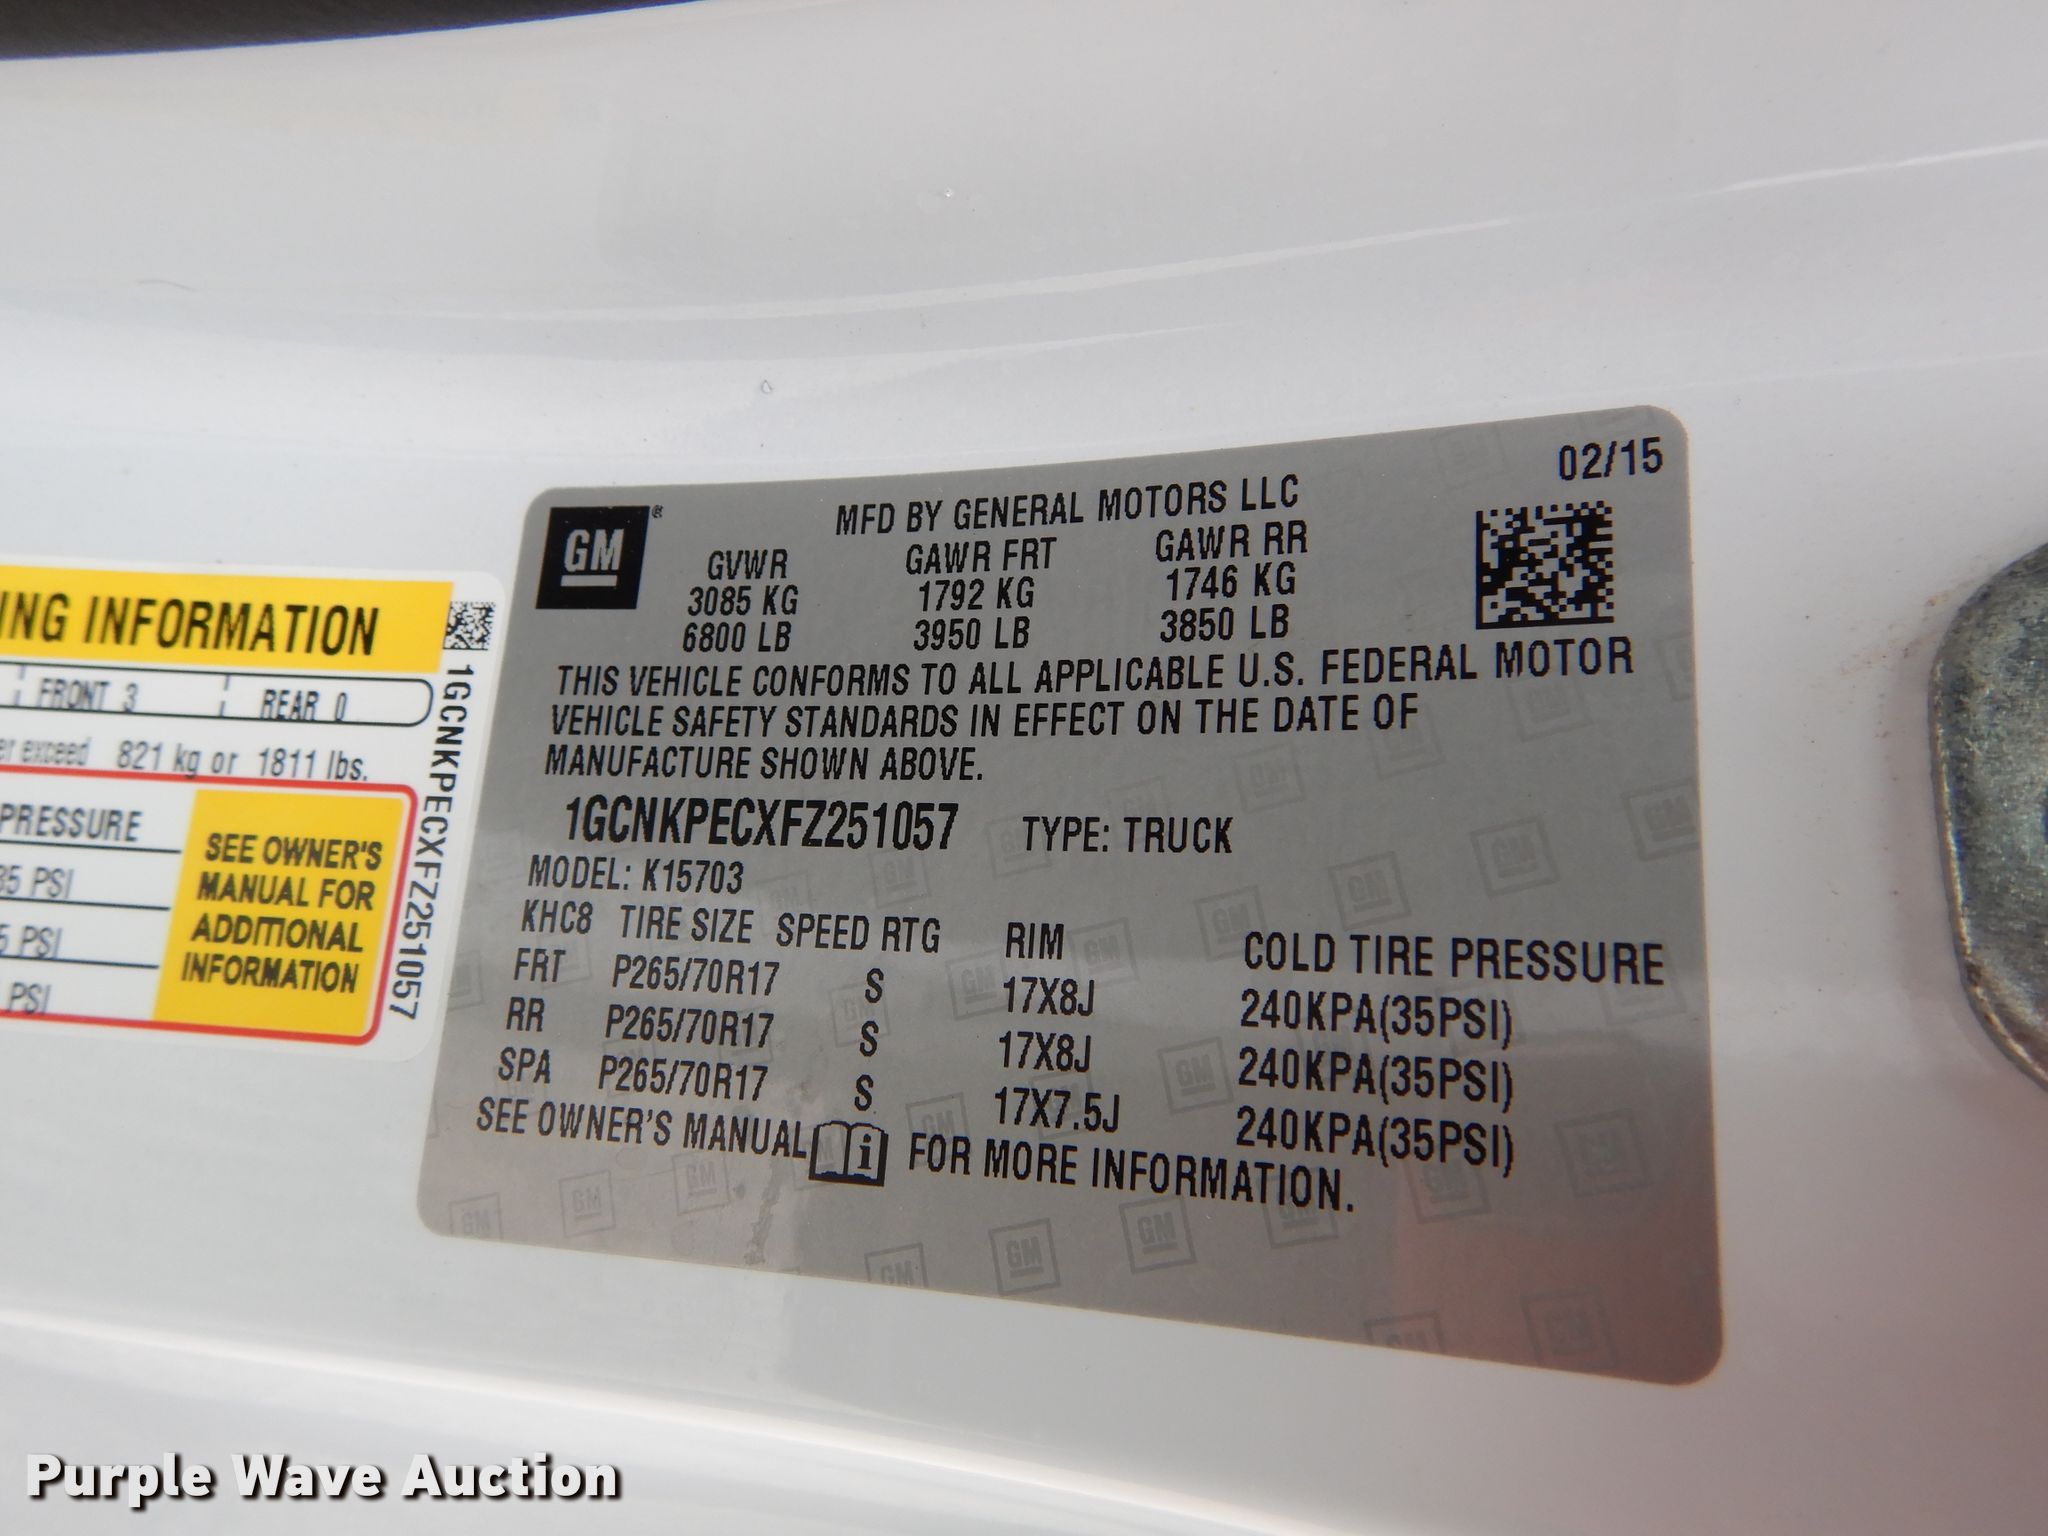 02/15
GM®
MFD BY GENERAL MOTORS LLC
GVWR GAWR FRT GAWR RR
3085 KG 1792 KG 1746 KG
6800 LB 3950 LB 3850 LB
THIS VEHICLE CONFORMS TO ALL APPLICABLE U.S. FEDERAL MOTOR
VEHICLE SAFETY STANDARDS IN EFFECT ON THE DATE OF
MANUFACTURE SHOWN ABOVE.
1GCNKPECXFZ251057 TYPE: TRUCK
MODEL: K15703
KHC8 TIRE SIZE SPEED RTG RIM COLD TIRE PRESSURE
FRT P265/70R17 S 17X8J 240KPA(35PSI)
RR P265/70R17 S 17X8J 240KPA(35PSI)
SPA P265/70R17 S 17X7.5J 240KPA(35PSI)
SEE OWNER'S MANUAL FOR MORE INFORMATION.
INFORMATION
FRONT 3 REAR 0
exceed 821 kg or 1811 lbs.
PRESSURE
PSI
PSI
PSI
SEE OWNER'S
MANUAL FOR
ADDITIONAL
INFORMATION
1GCNKPECXFZ251057
Purple Wave Auction